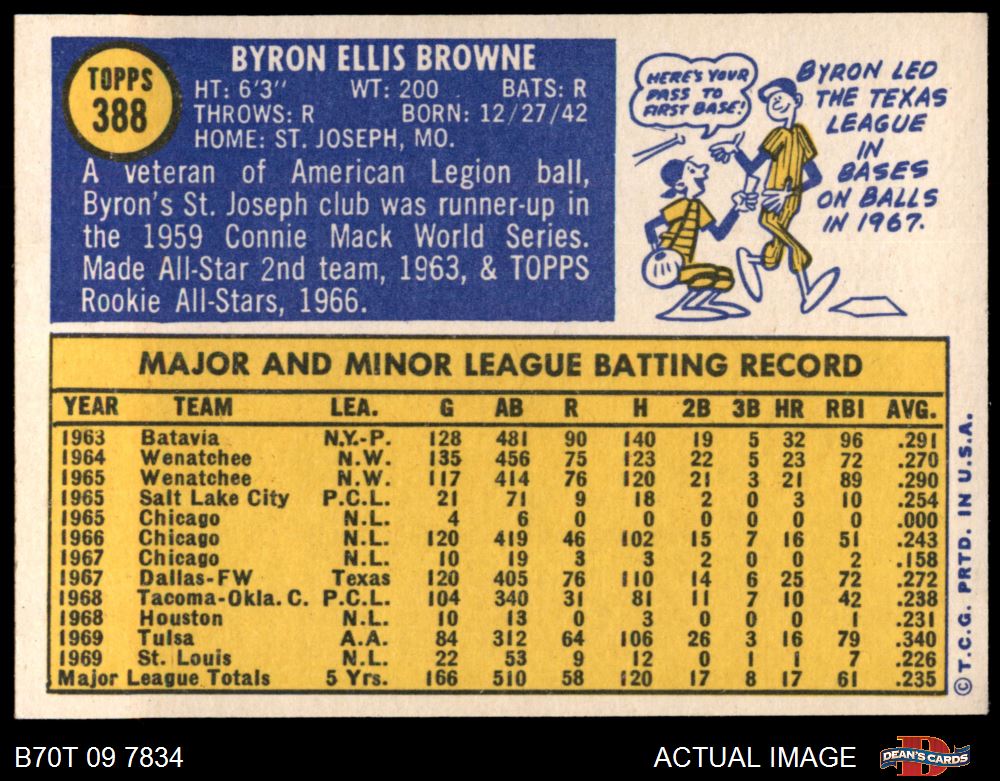 TOPPS
388
BYRON ELLIS BROWNE
HT: 6'3" WT: 200 BATS: R
THROWS: R BORN: 12/27/42
HOME: ST. JOSEPH, MO.
A veteran of American Legion ball,
Byron's St. Joseph club was runner-up in
the 1959 Connie Mack World Series.
Made All-Star 2nd team, 1963, & TOPPS
Rookie All-Stars, 1966.
HERE'S YOUR
PASS TO
FIRST BASE!
BYRON LED
THE TEXAS
LEAGUE
IN
BASES
ON BALLS
IN 1967.
MAJOR AND MINOR LEAGUE BATTING RECORD
YEAR TEAM LEA. G AB R H 2B 3B HR RBI AVG.
1963 Batavia N.Y.-P. 128 481 90 140 19 5 32 96 .291
1964 Wenatchee N.W. 135 456 75 123 22 5 23 72 .270
1965 Wenatchee N.W. 117 414 76 120 21 3 21 89 .290
1965 Salt Lake City P.C.L. 21 71 9 18 2 0 3 10 .254
1965 Chicago N.L. 4 6 0 0 0 0 0 0 .000
1966 Chicago N.L. 120 419 46 102 15 7 16 51 .243
1967 Chicago N.L. 10 19 3 3 2 0 0 2 .158
1967 Dallas-FW Texas 120 405 76 110 14 6 25 72 .272
1968 Tacoma-Okla. C. P.C.L. 104 340 31 81 11 7 10 42 .238
1968 Houston N.L. 10 13 0 3 0 0 0 1 .231
1969 Tulsa A.A. 84 312 64 106 26 3 16 79 .340
1969 St. Louis N.L. 22 53 9 12 0 1 1 7 .226
Major League Totals 5 Yrs. 166 510 58 120 17 8 17 61 .235
© T.C.G. PRTD. IN U.S.A.
B70T 09 7834
ACTUAL IMAGE
DEAN'S CARDS